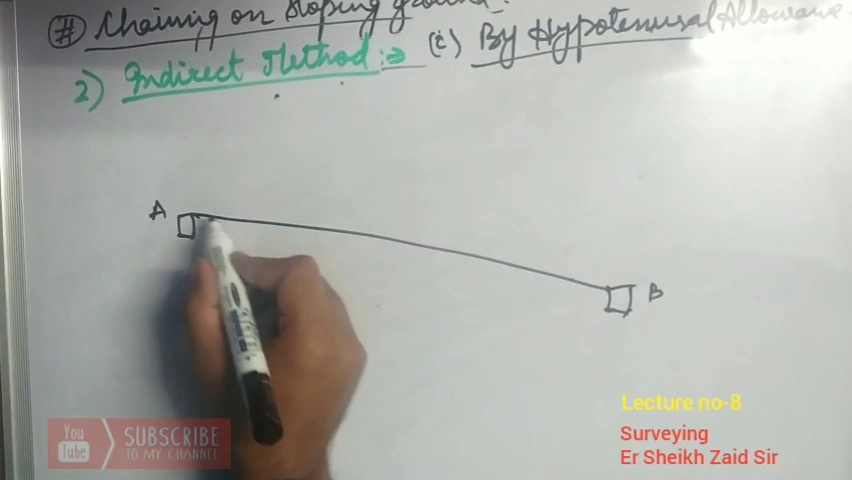 # Chaining on sloping ground.
2) Indirect Method :⇒ (c) By Hypotenusal Allowance.
A
B
Lecture no-8
Surveying
Er Sheikh Zaid Sir
You Tube SUBSCRIBE
TO MY CHANNEL